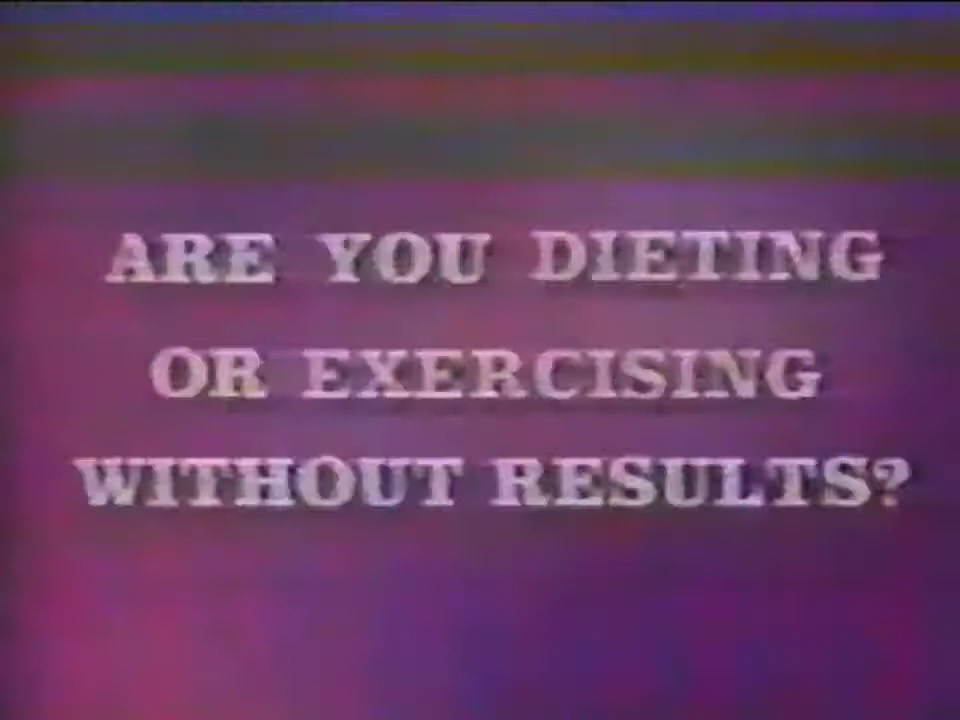 ARE YOU DIETING
OR EXERCISING
WITHOUT RESULTS?